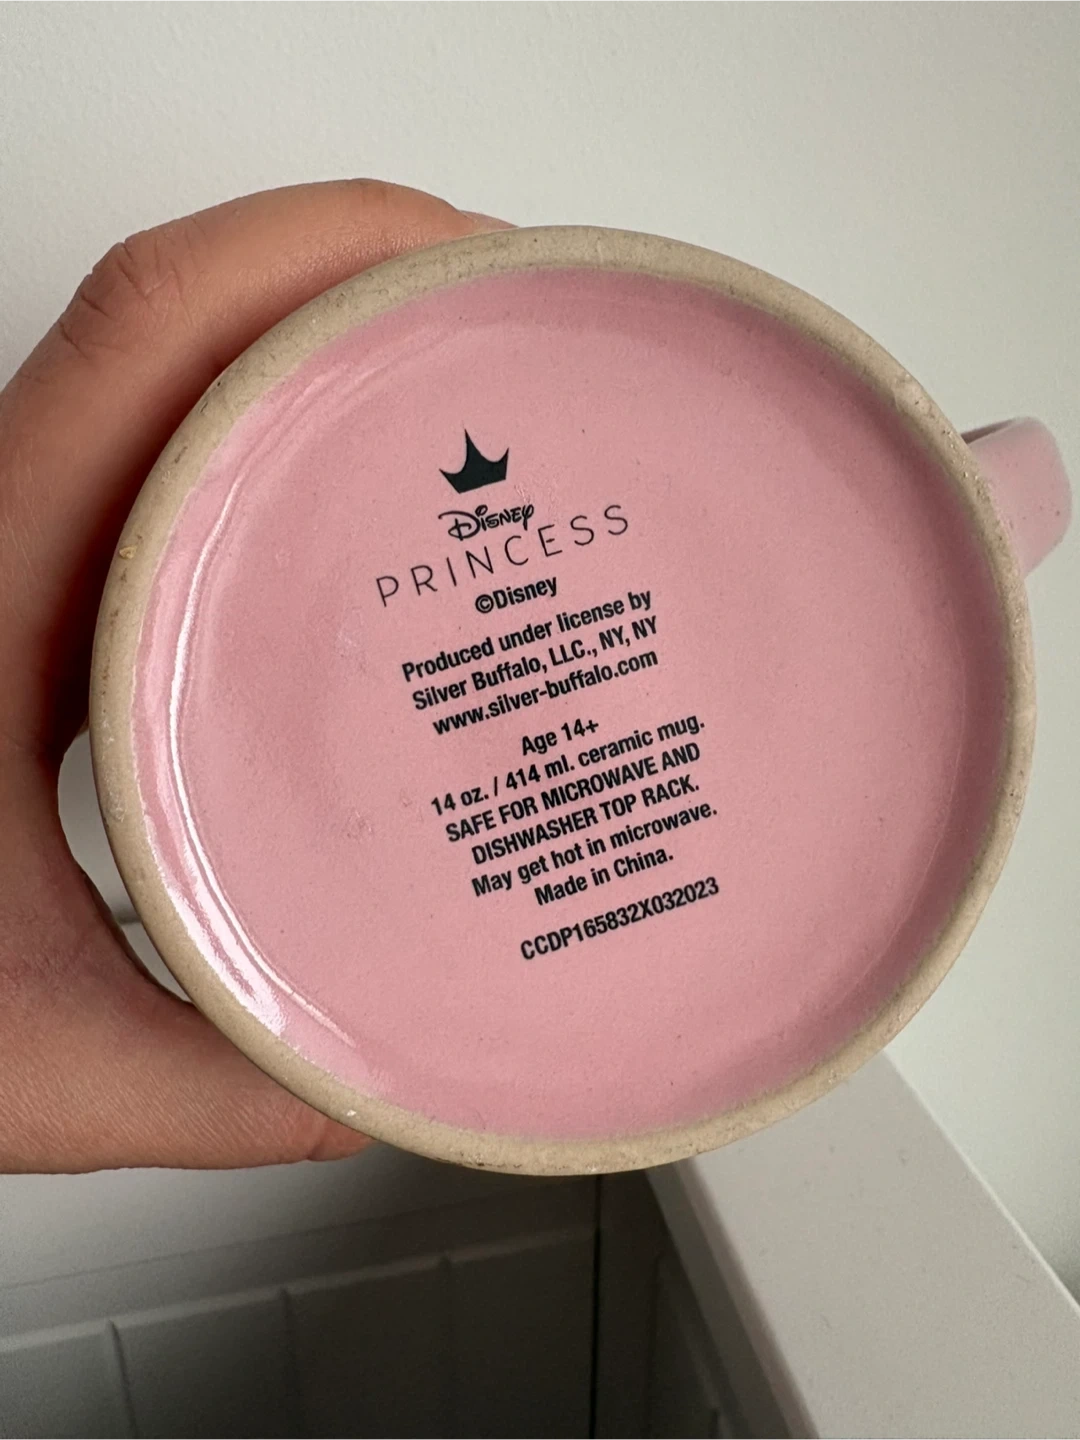 Disney
PRINCESS
©Disney
Produced under license by
Silver Buffalo, LLC., NY, NY
www.silver-buffalo.com
Age 14+
14 oz. / 414 ml. ceramic mug.
SAFE FOR MICROWAVE AND
DISHWASHER TOP RACK.
May get hot in microwave.
Made in China.
CCDP165832X032023